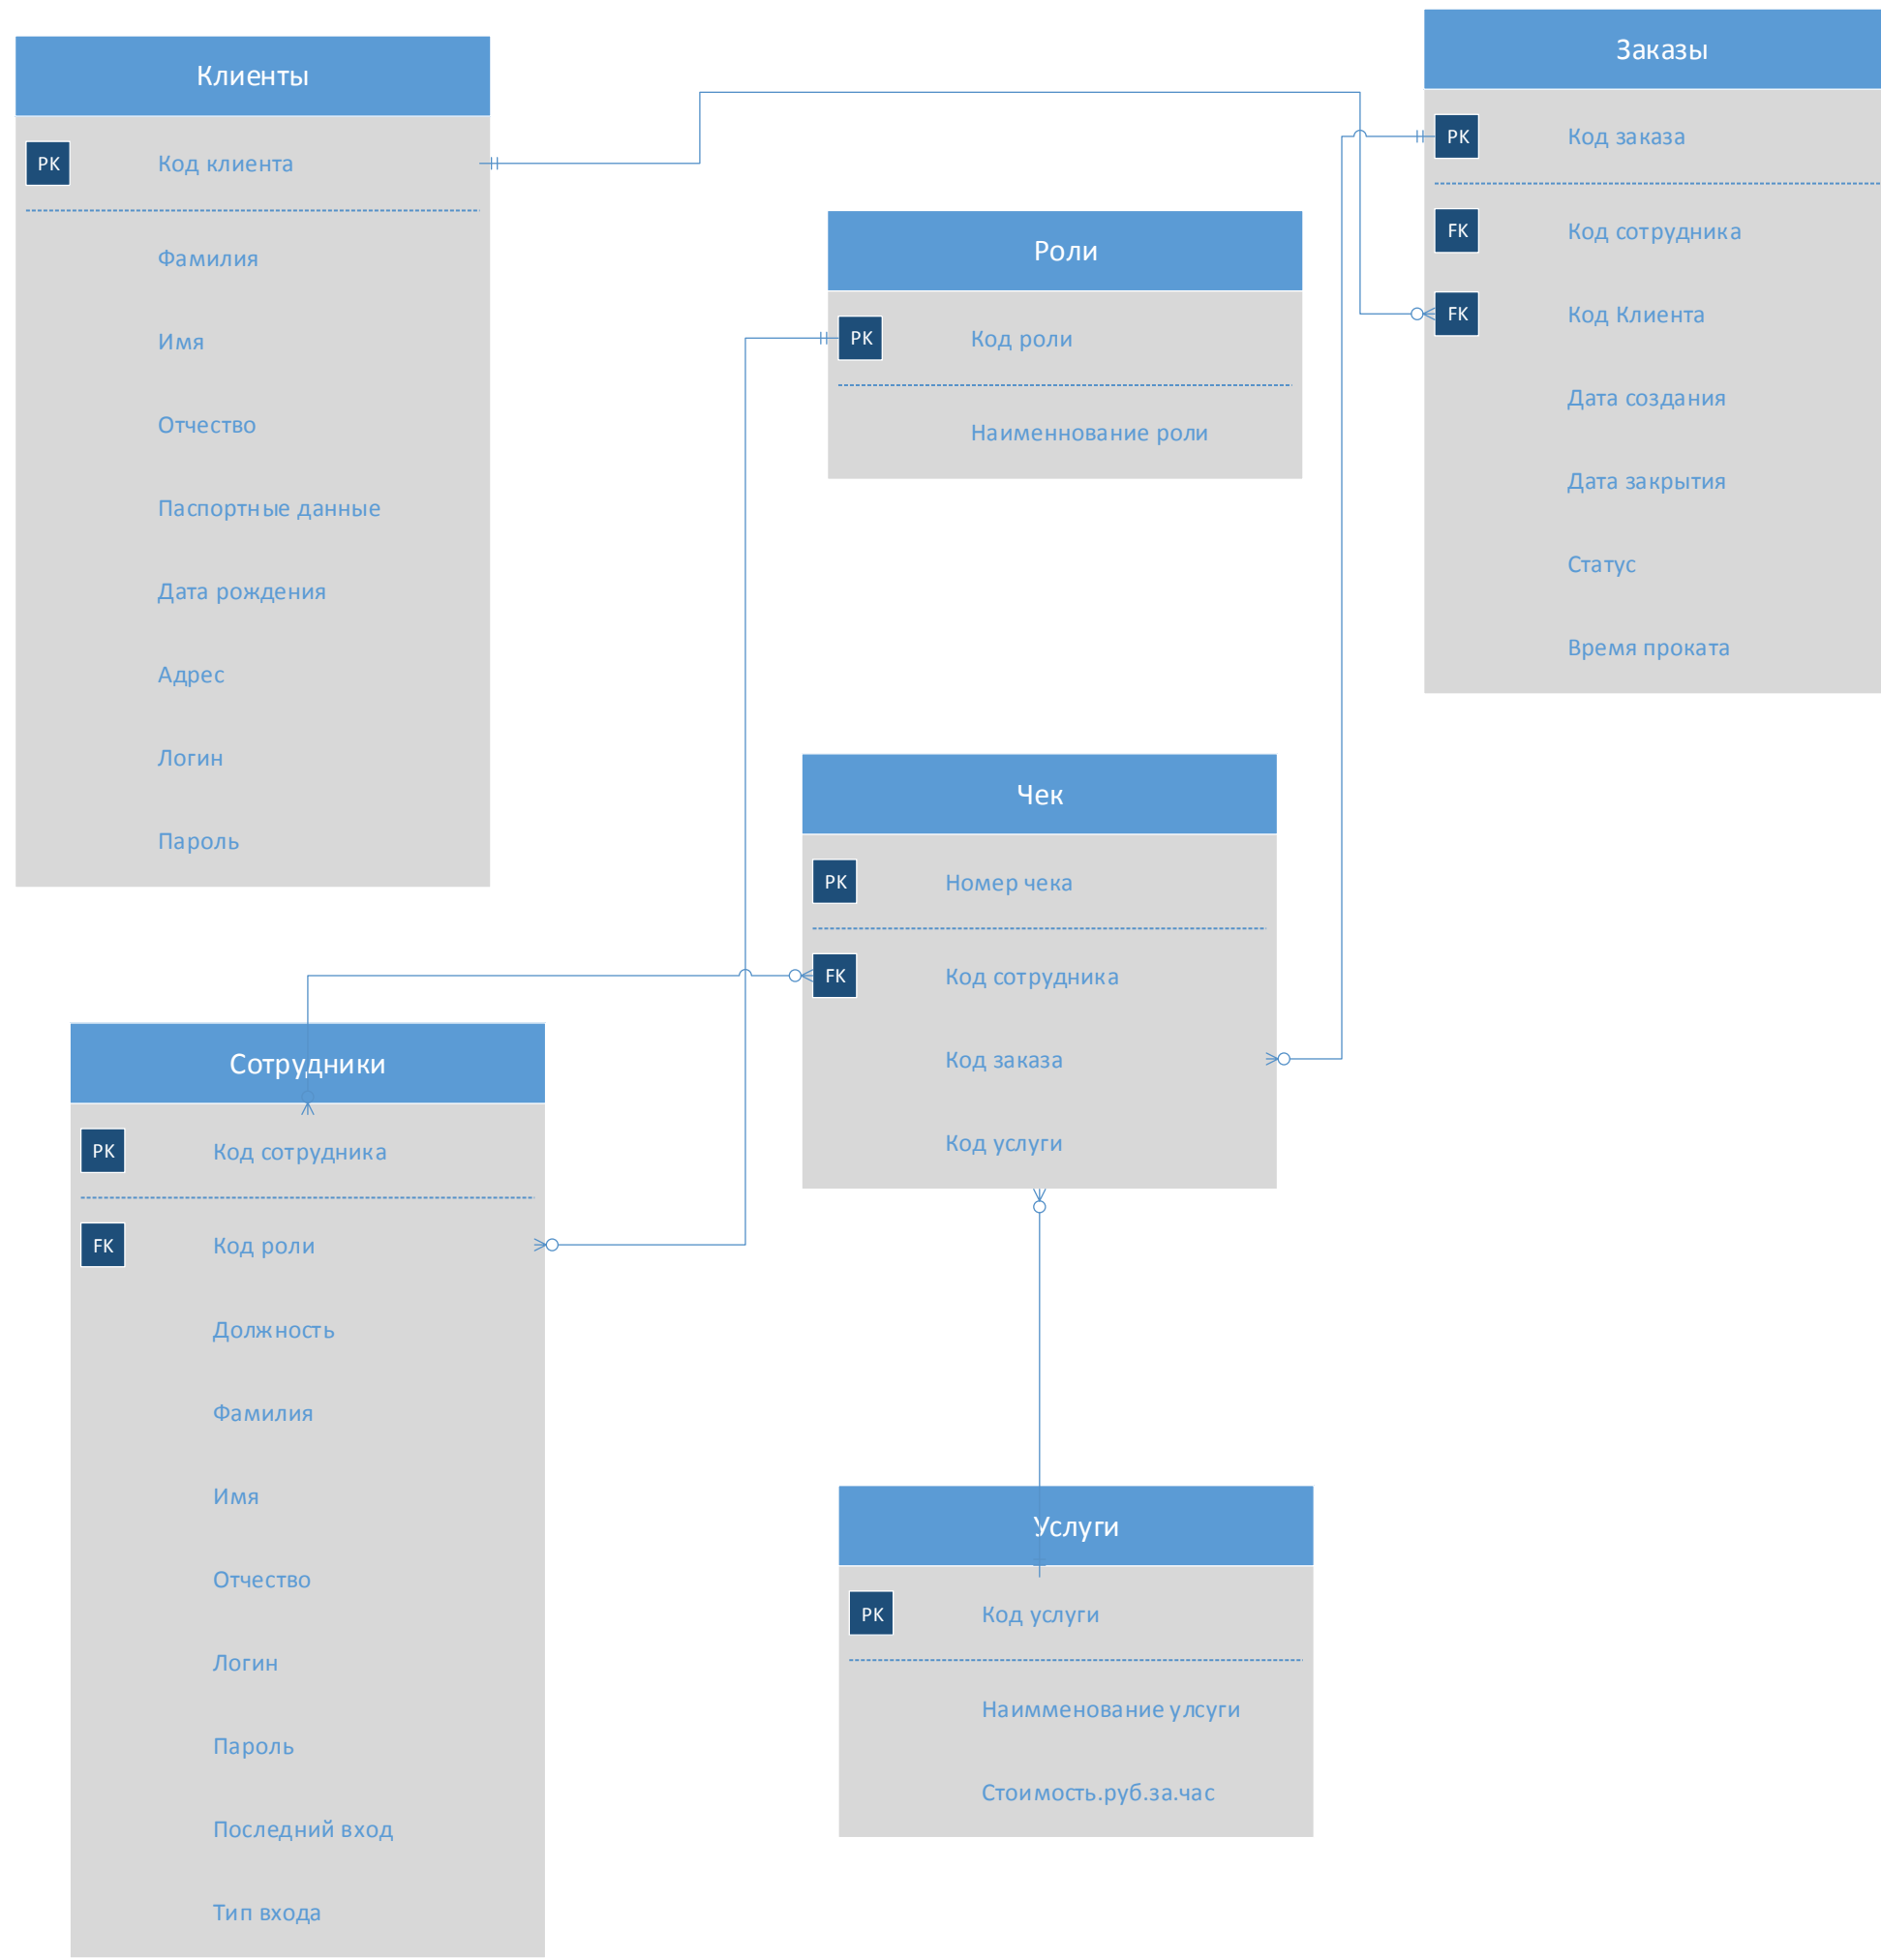 Клиенты
PK Код клиента
Фамилия
Имя
Отчество
Паспортные данные
Дата рождения
Адрес
Логин
Пароль
Роли
PK Код роли
Наименнование роли
Заказы
PK Код заказа
FK Код сотрудника
FK Код Клиента
Дата создания
Дата закрытия
Статус
Время проката
Чек
PK Номер чека
FK Код сотрудника
Код заказа
Код услуги
Сотрудники
PK Код сотрудника
FK Код роли
Должность
Фамилия
Имя
Отчество
Логин
Пароль
Последний вход
Тип входа
Услуги
PK Код услуги
Наимменование улсуги
Стоимость.руб.за.час